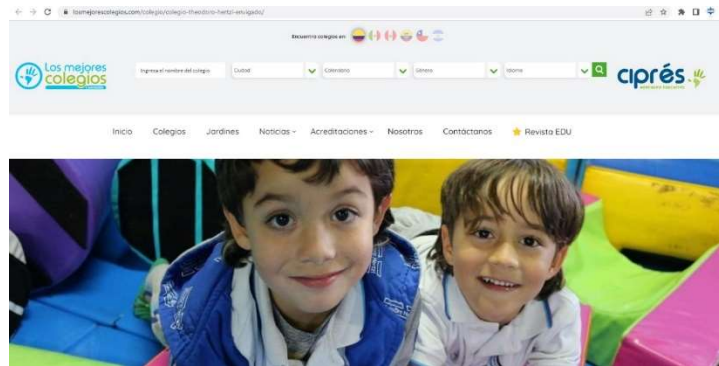 losmejorescolegios.com/colegio/colegio-theodoro-hertzl-envigado/
Encuentra colegios en:
Los mejores
colegios
Ingresa el nombre del colegio
Ciudad
Calendario
Género
Idioma
ciprés
Inicio
Colegios
Jardines
Noticias
Acreditaciones
Nosotros
Contáctanos
Revista EDU